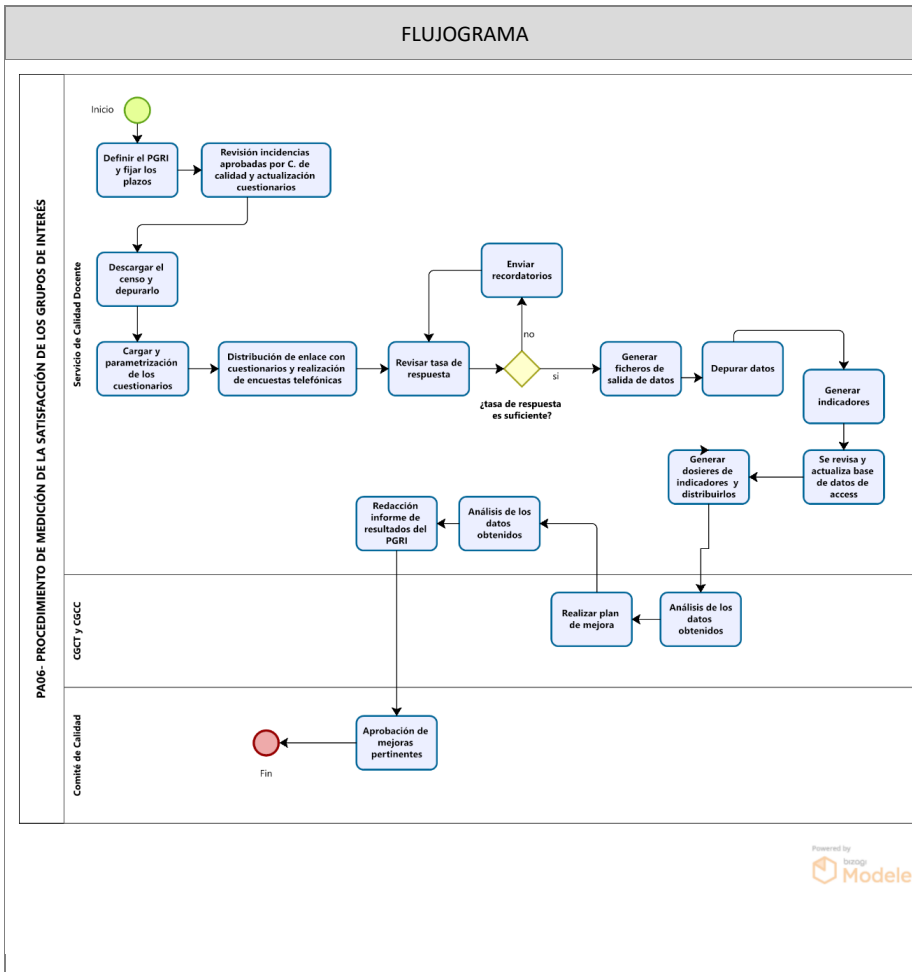 FLUJOGRAMA
PA06- PROCEDIMIENTO DE MEDICIÓN DE LA SATISFACCIÓN DE LOS GRUPOS DE INTERÉS
Servicio de Calidad Docente
Inicio
Definir el PGRI
y fijar los
plazos
Revisión incidencias
aprobadas por C. de
calidad y actualización
cuestionarios
Descargar el
censo y
depurarlo
Cargar y
parametrización
de los
cuestionarios
Distribución de enlace con
cuestionarios y realización
de encuestas telefónicas
Revisar tasa de
respuesta
Enviar
recordatorios
no
si
¿tasa de respuesta
es suficiente?
Generar
ficheros de
salida de datos
Depurar datos
Generar
indicadores
Se revisa y
actualiza base
de datos de
access
Generar
dosieres de
indicadores y
distribuirlos
Análisis de los
datos
obtenidos
Redacción
informe de
resultados del
PGRI
CGCT y CGCC
Realizar plan
de mejora
Análisis de los
datos
obtenidos
Comité de Calidad
Aprobación de
mejoras
pertinentes
Fin
Powered by
bizagi
Modele